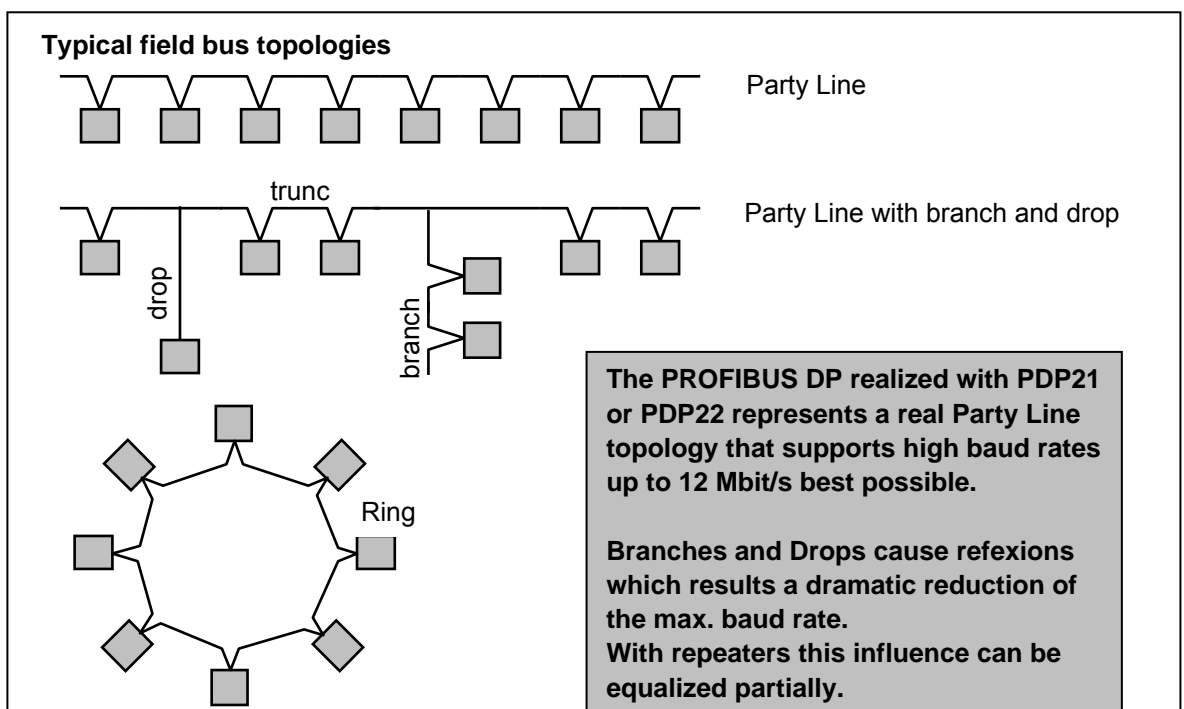 Typical field bus topologies
Party Line
trunc
Party Line with branch and drop
drop
branch
Ring
The PROFIBUS DP realized with PDP21
or PDP22 represents a real Party Line
topology that supports high baud rates
up to 12 Mbit/s best possible.
Branches and Drops cause refexions
which results a dramatic reduction of
the max. baud rate.
With repeaters this influence can be
equalized partially.